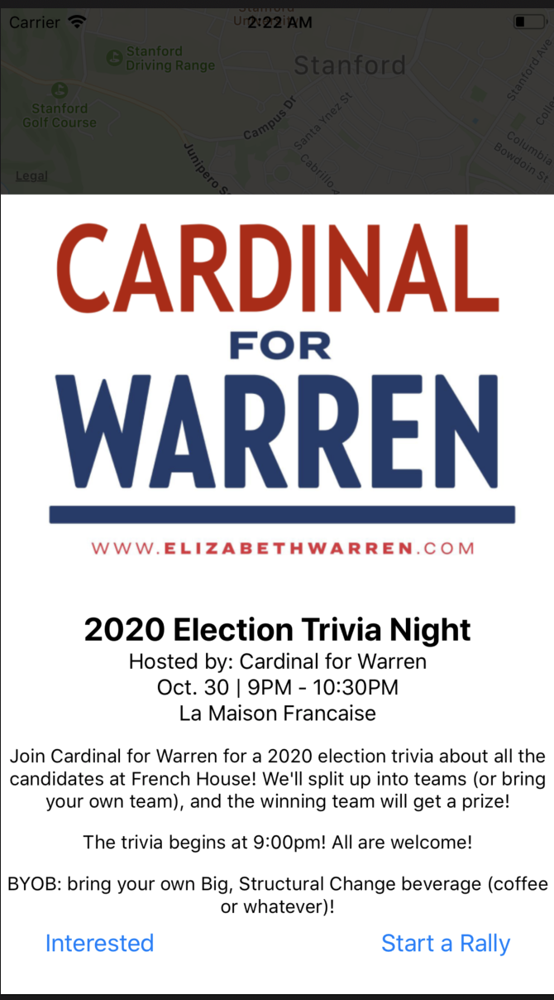 Carrier 2:22 AM
Stanford
Stanford
Driving Range
Stanford
Stanford
Golf Course
Campus Dr
Santa Ynez St
Stanford Ave
Junipero
Cabrillo
Columbia
Bowdoin St
Legal
CARDINAL
FOR
WARREN
WWW.ELIZABETHWARREN.COM
2020 Election Trivia Night
Hosted by: Cardinal for Warren
Oct. 30 | 9PM - 10:30PM
La Maison Francaise
Join Cardinal for Warren for a 2020 election trivia about all the
candidates at French House! We'll split up into teams (or bring
your own team), and the winning team will get a prize!
The trivia begins at 9:00pm! All are welcome!
BYOB: bring your own Big, Structural Change beverage (coffee
or whatever)!
Interested Start a Rally